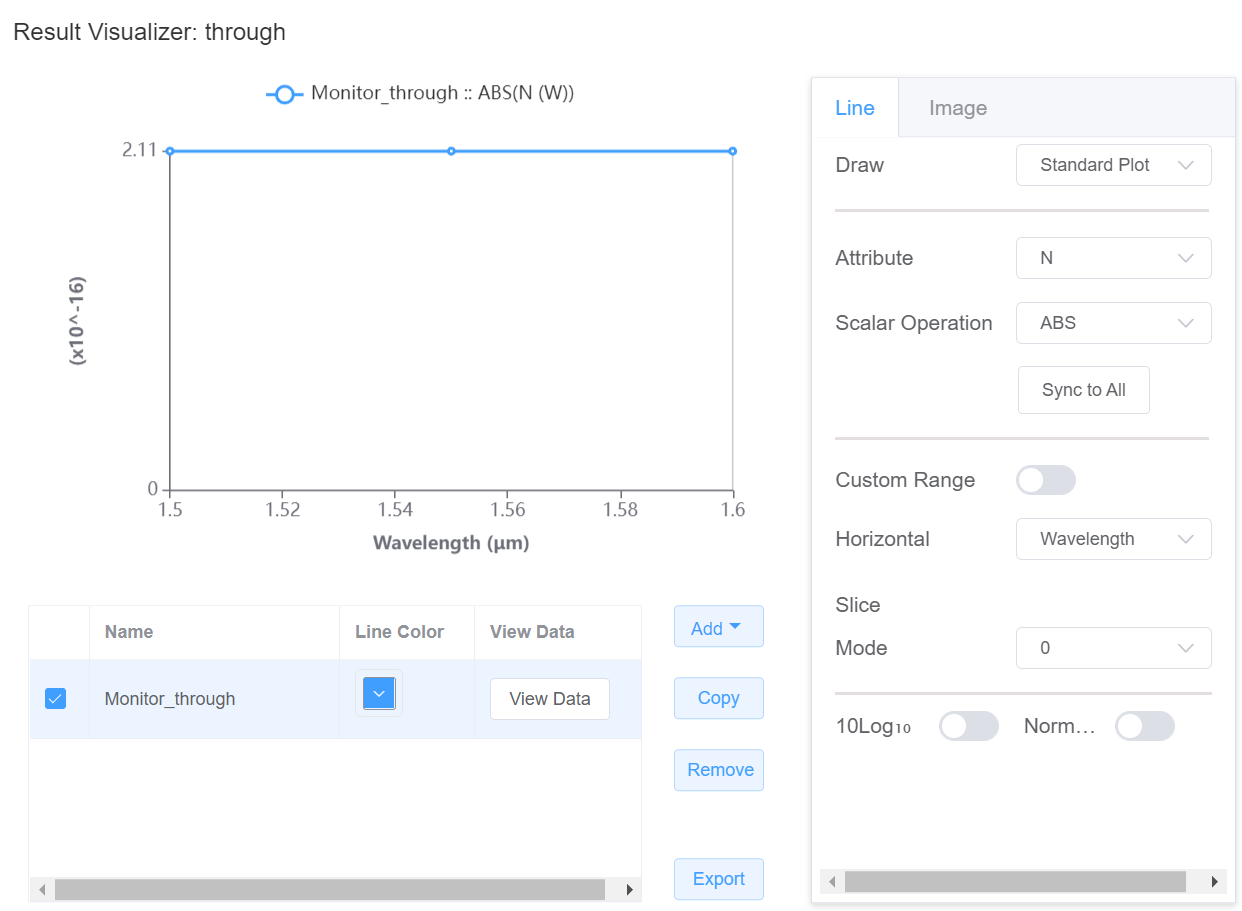 Result Visualizer: through
Monitor_through :: ABS(N (W))
2.11
(x10^-16)
0
1.5 1.52 1.54 1.56 1.58 1.6
Wavelength (μm)
Name Line Color View Data
Monitor_through View Data
Add
Copy
Remove
Export
Line Image
Draw Standard Plot
Attribute N
Scalar Operation ABS
Sync to All
Custom Range
Horizontal Wavelength
Slice
Mode 0
10Log₁₀ Norm…